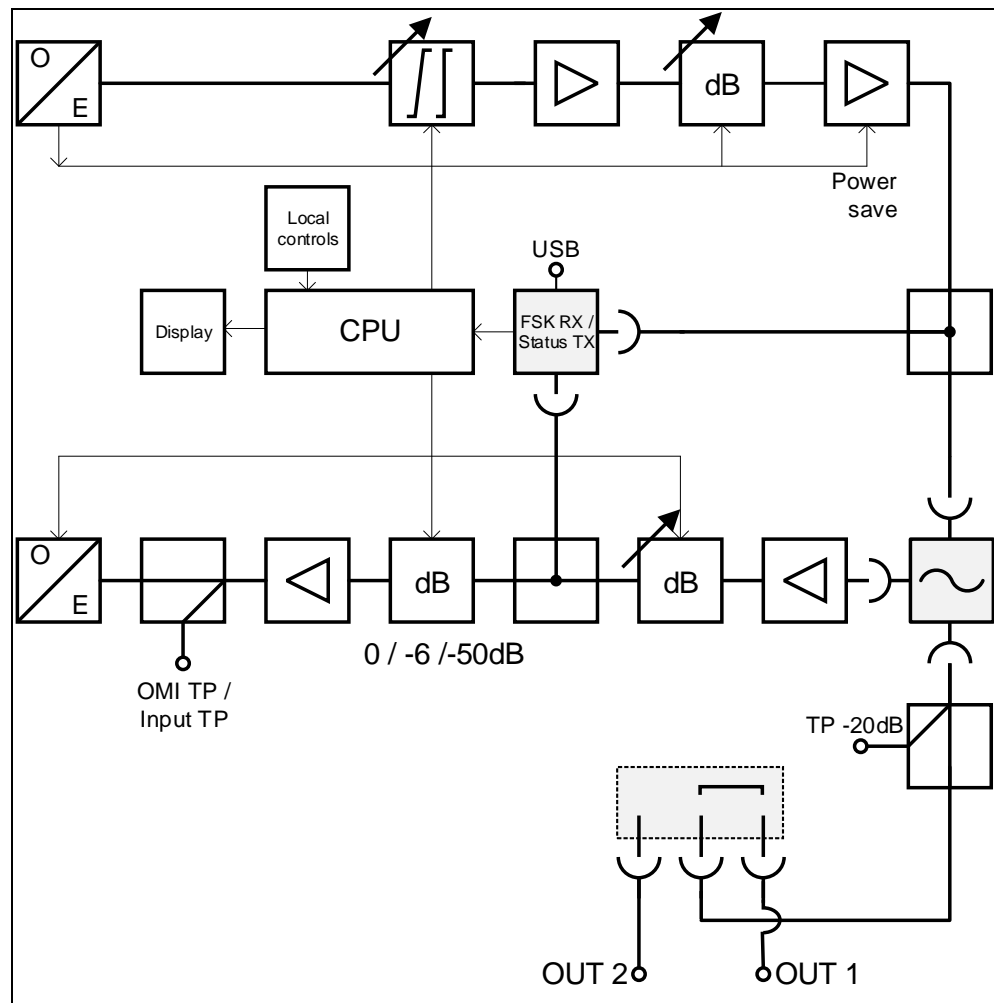 O
E
dB
Power
save
Local
controls
USB
Display
CPU
FSK RX /
Status TX
O
E
dB
dB
0 / -6 /-50dB
OMI TP /
Input TP
TP -20dB
OUT 2
OUT 1